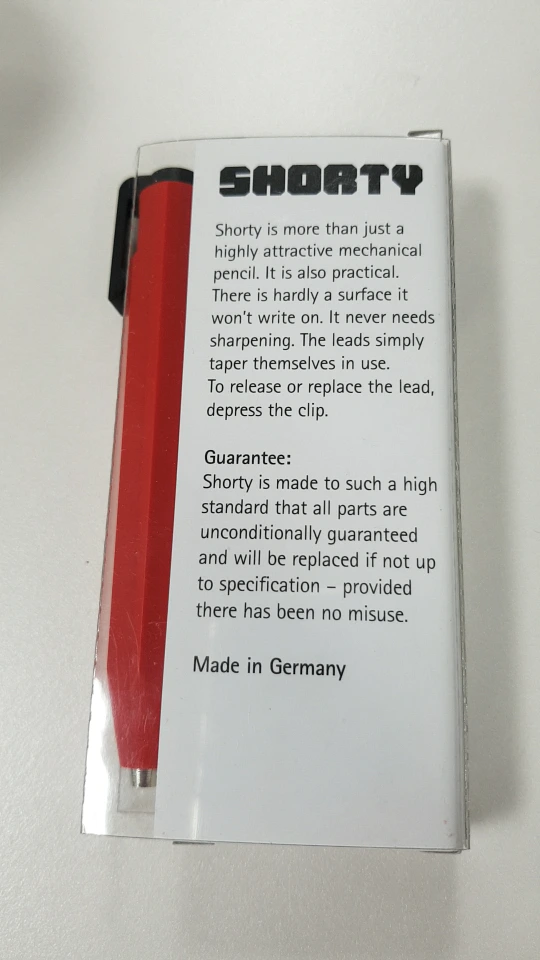 SHORTY
Shorty is more than just a
highly attractive mechanical
pencil. It is also practical.
There is hardly a surface it
won't write on. It never needs
sharpening. The leads simply
taper themselves in use.
To release or replace the lead,
depress the clip.
Guarantee:
Shorty is made to such a high
standard that all parts are
unconditionally guaranteed
and will be replaced if not up
to specification – provided
there has been no misuse.
Made in Germany